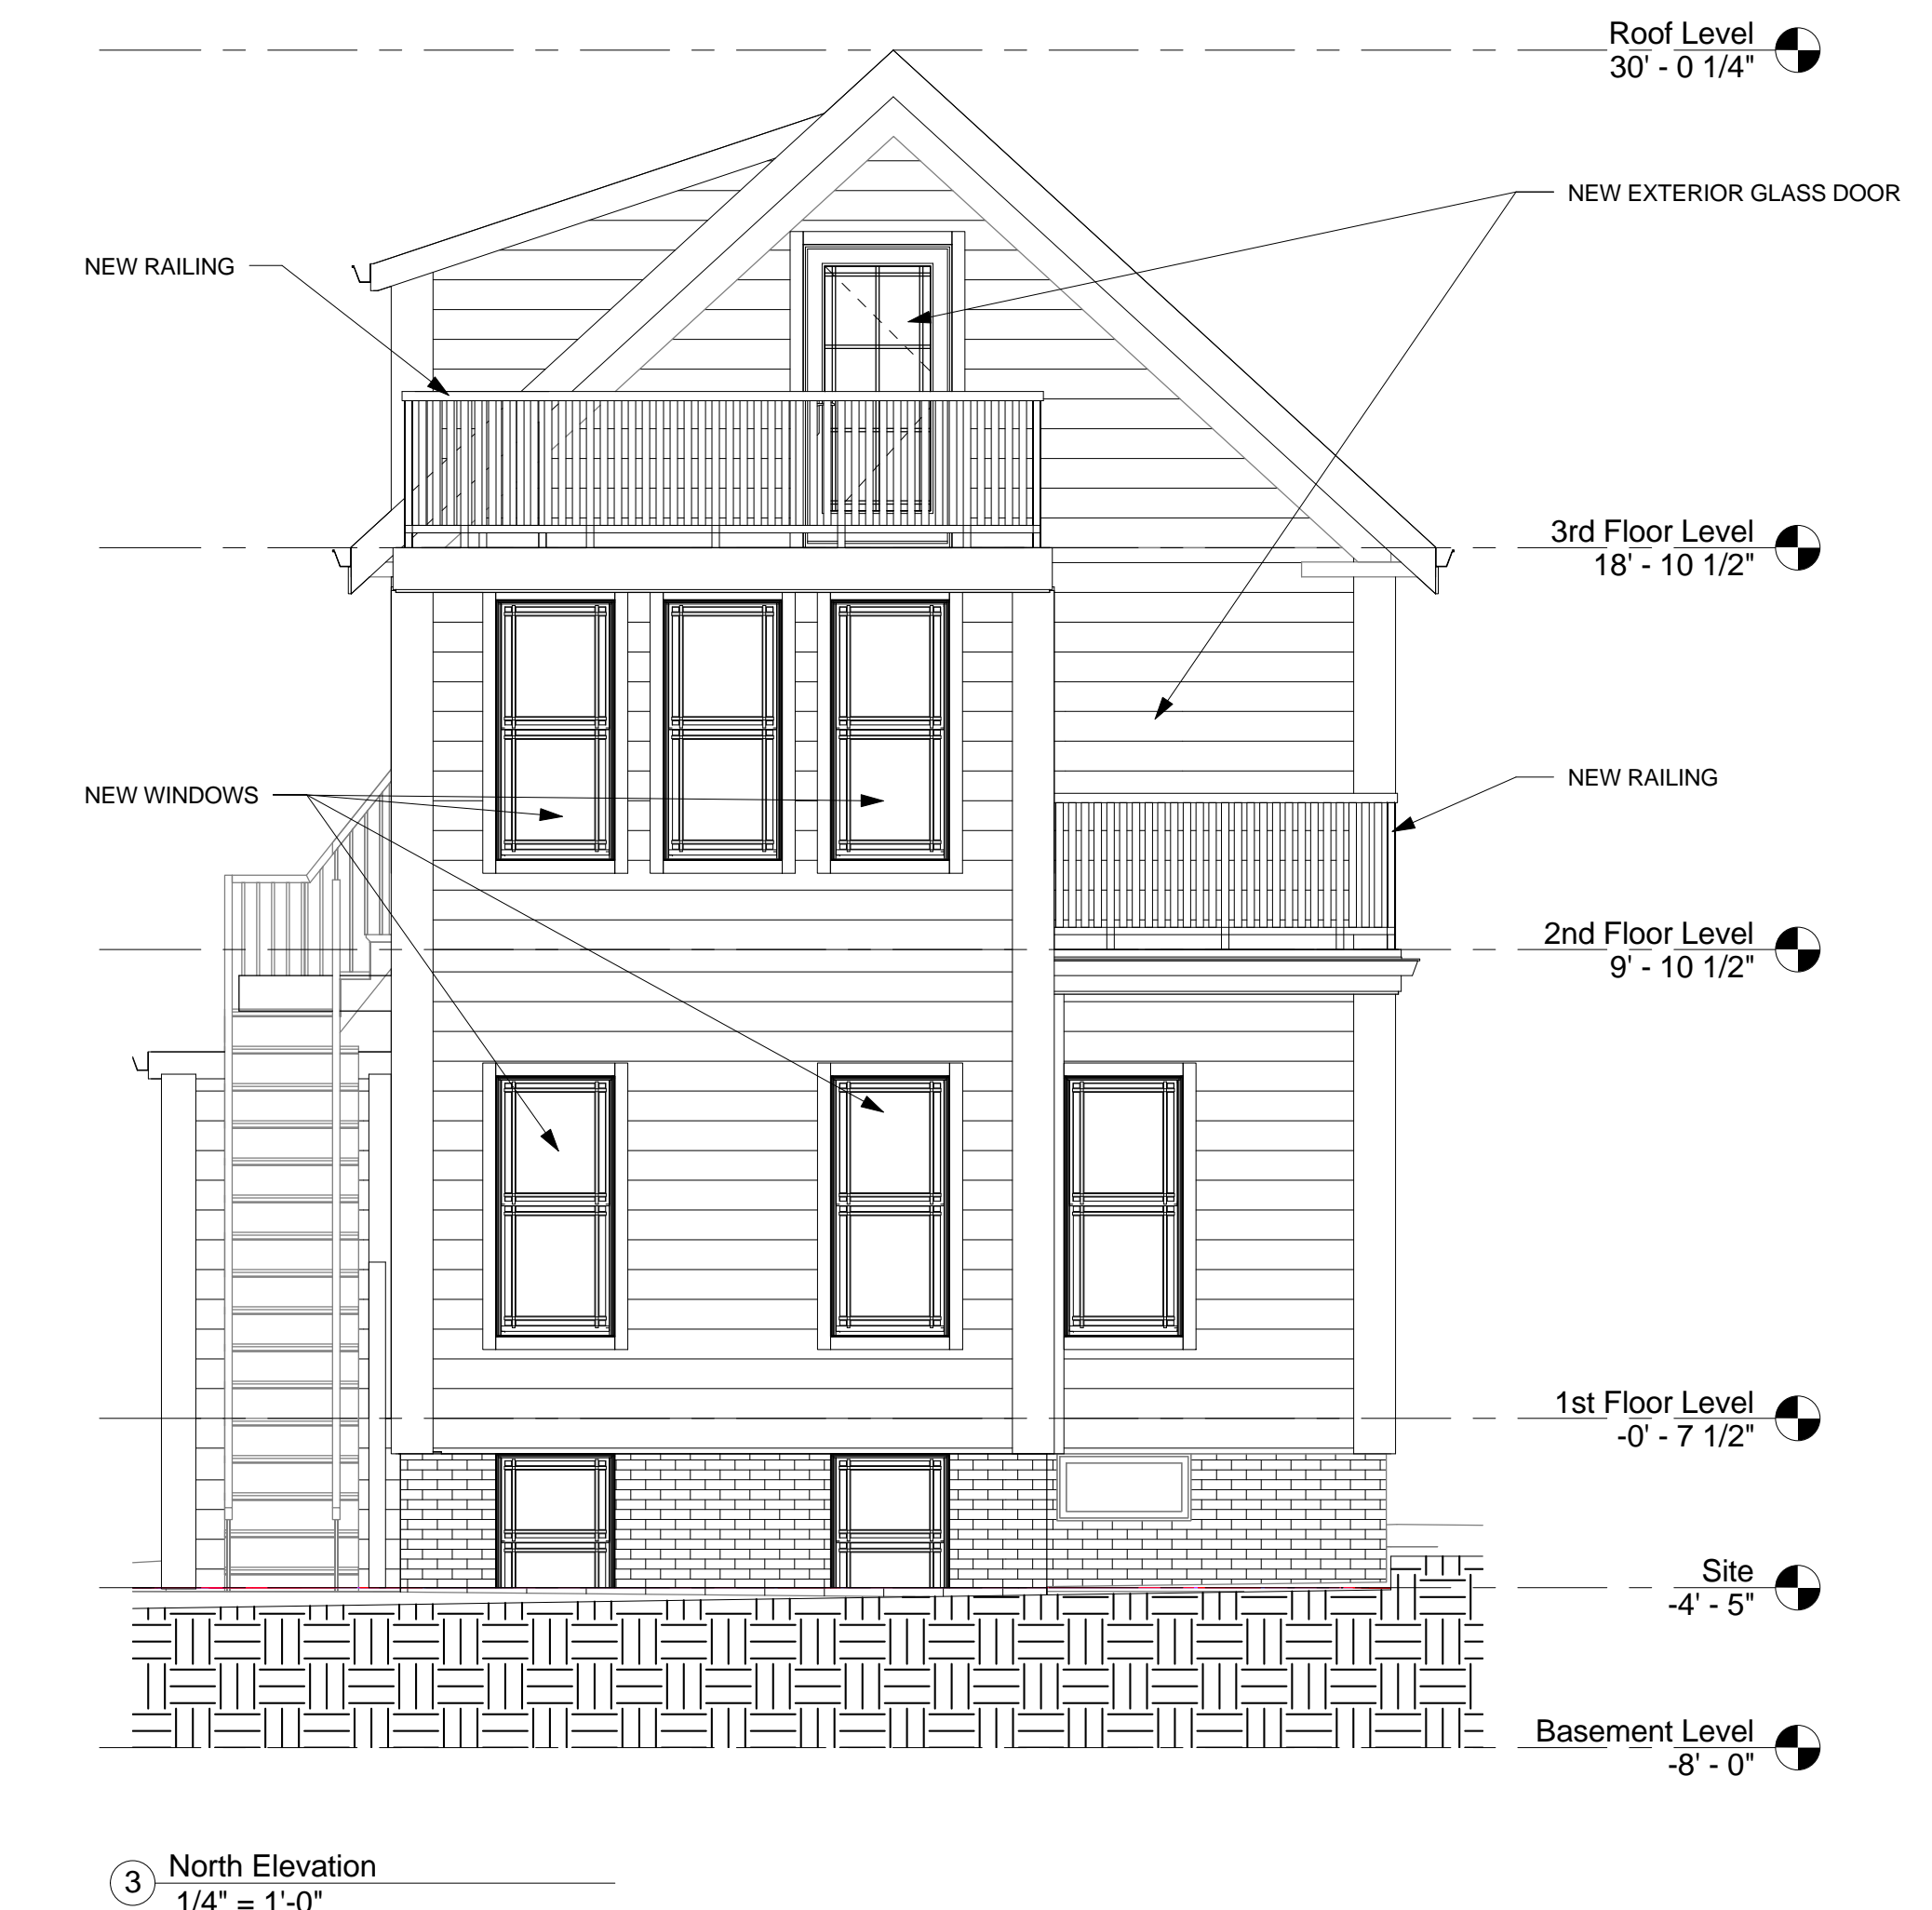 Roof Level
30' - 0 1/4"
NEW EXTERIOR GLASS DOOR
NEW RAILING
3rd Floor Level
18' - 10 1/2"
NEW WINDOWS
NEW RAILING
2nd Floor Level
9' - 10 1/2"
1st Floor Level
-0' - 7 1/2"
Site
-4' - 5"
Basement Level
-8' - 0"
3
North Elevation
1/4" = 1'-0"